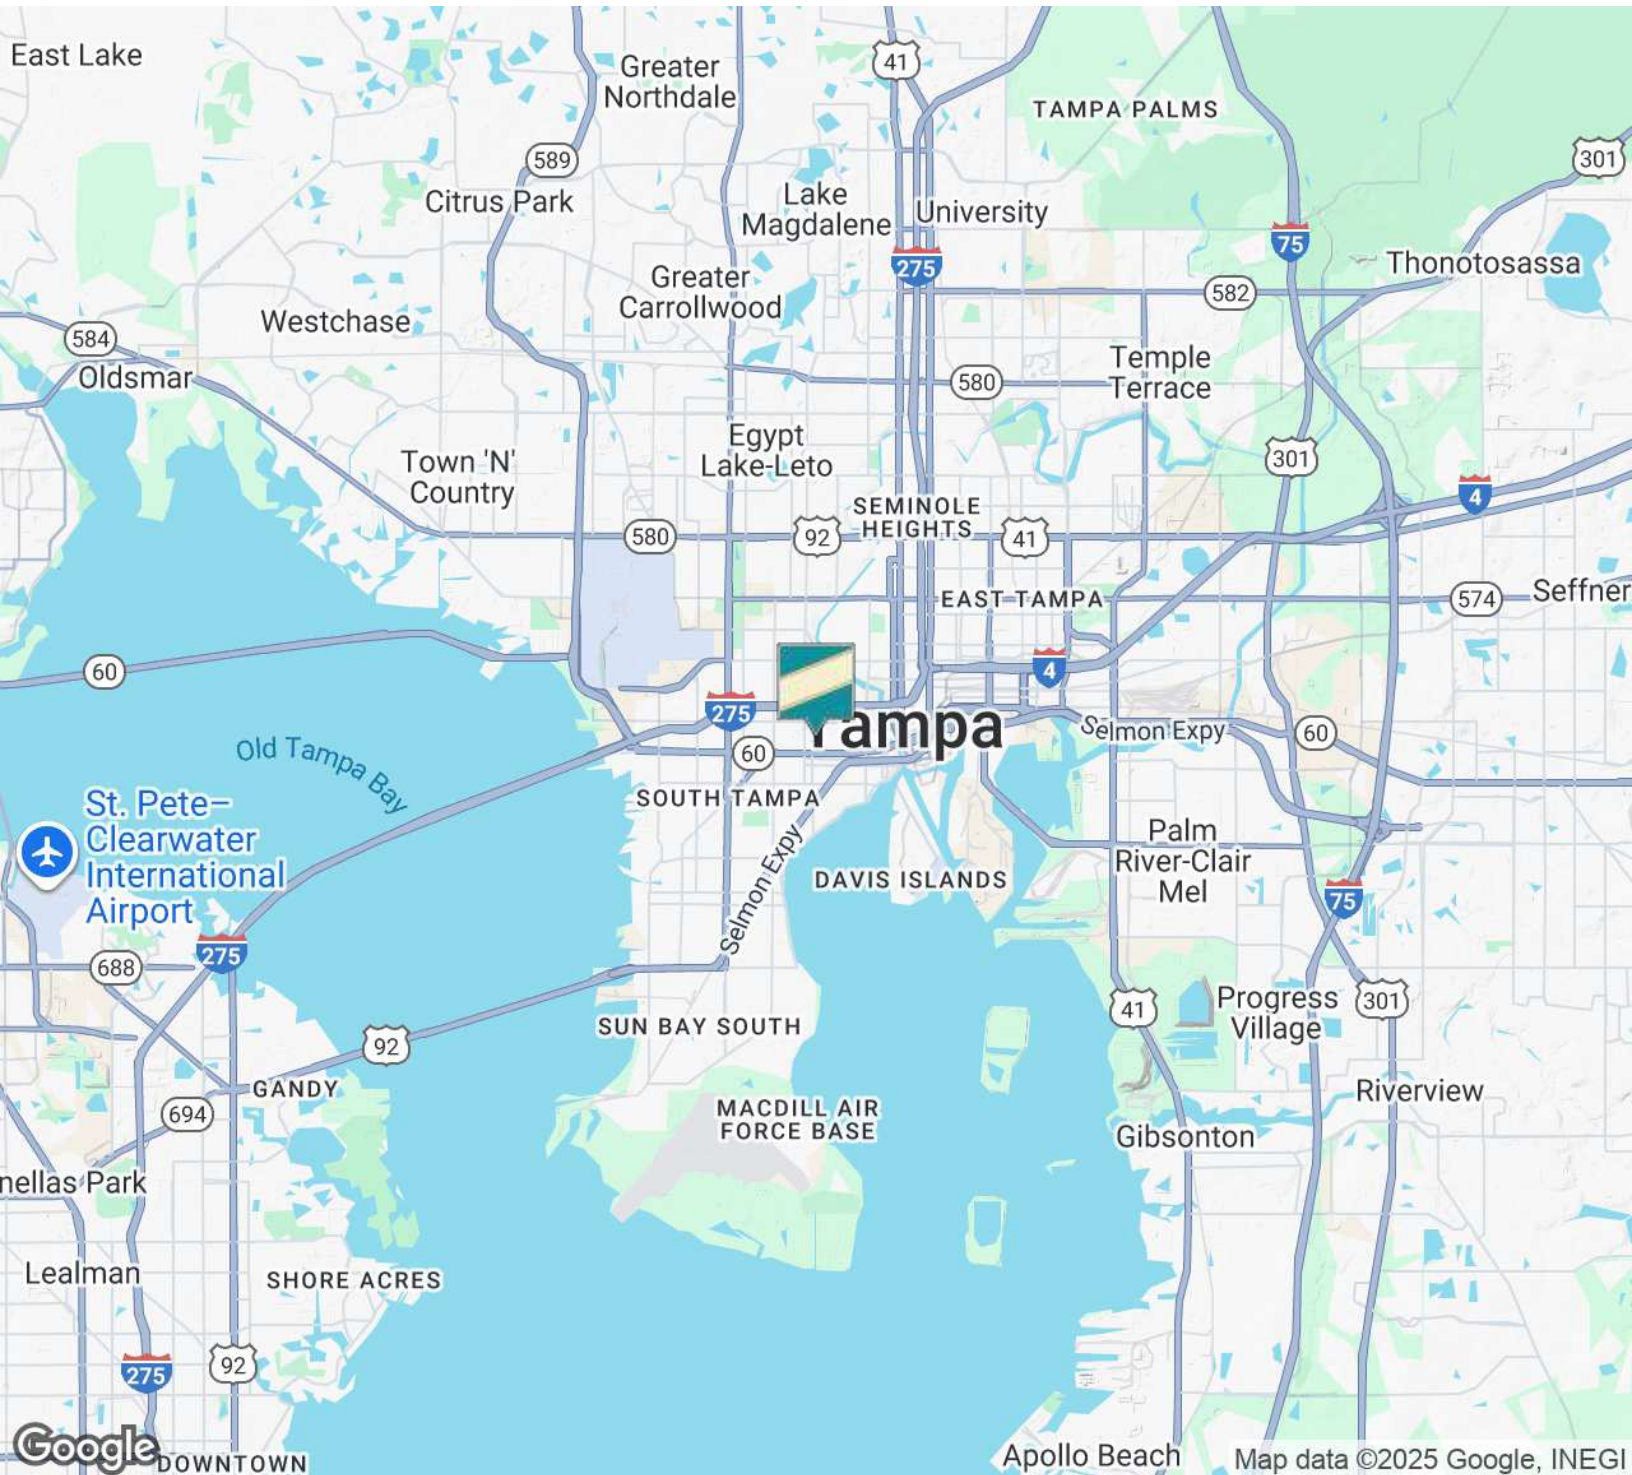 East Lake
Greater
Northdale
41
TAMPA PALMS
301
589
Citrus Park
Lake
Magdalene
University
75
275
Thonotosassa
Greater
Carrollwood
582
Westchase
584
Oldsmar
580
Temple
Terrace
Egypt
Lake-Leto
301
Town 'N'
Country
4
SEMINOLE
HEIGHTS
580
92
41
EAST TAMPA
574
Seffner
60
4
275
Tampa
Selmon Expy
60
60
Old Tampa Bay
SOUTH TAMPA
St. Pete–
Clearwater
International
Airport
Palm
River-Clair
Mel
Selmon Expy
DAVIS ISLANDS
75
275
688
Progress
Village
301
41
SUN BAY SOUTH
92
GANDY
Riverview
694
MACDILL AIR
FORCE BASE
Gibsonton
nellas Park
Lealman
SHORE ACRES
275
92
Google
DOWNTOWN
Apollo Beach
Map data ©2025 Google, INEGI